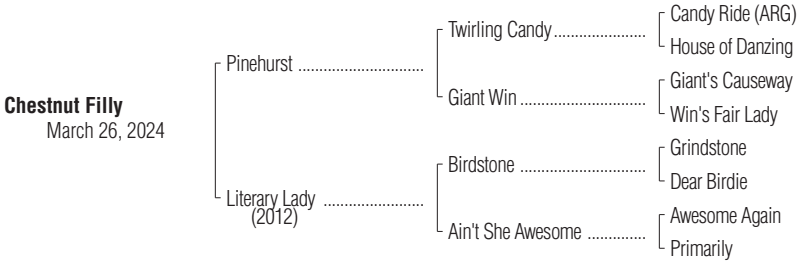 Chestnut Filly
March 26, 2024
Pinehurst ..............................
Literary Lady ........................
(2012)
Twirling Candy......................
Giant Win ..............................
Birdstone ..............................
Ain't She Awesome ..............
Candy Ride (ARG)
House of Danzing
Giant's Causeway
Win's Fair Lady
Grindstone
Dear Birdie
Awesome Again
Primarily